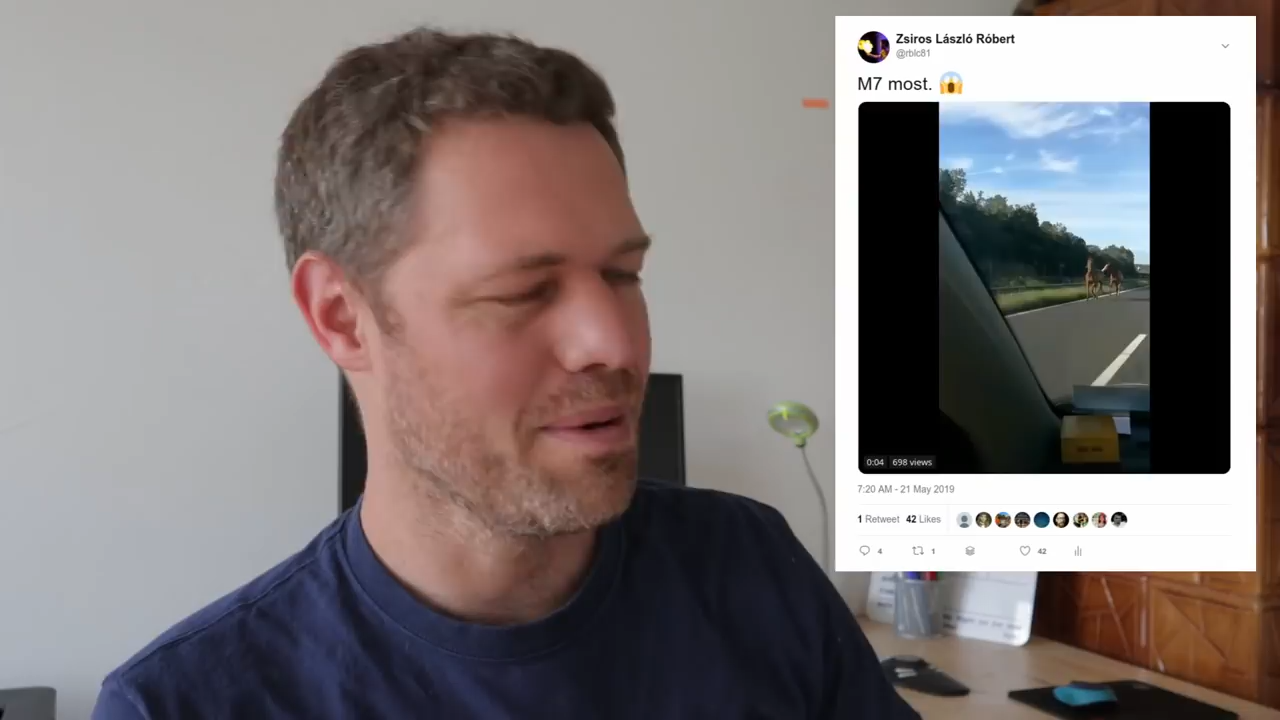 Zsiros László Róbert
@rblc81
M7 most. 😱
0:04 698 views
7:20 AM - 21 May 2019
1 Retweet 42 Likes
4 1 42